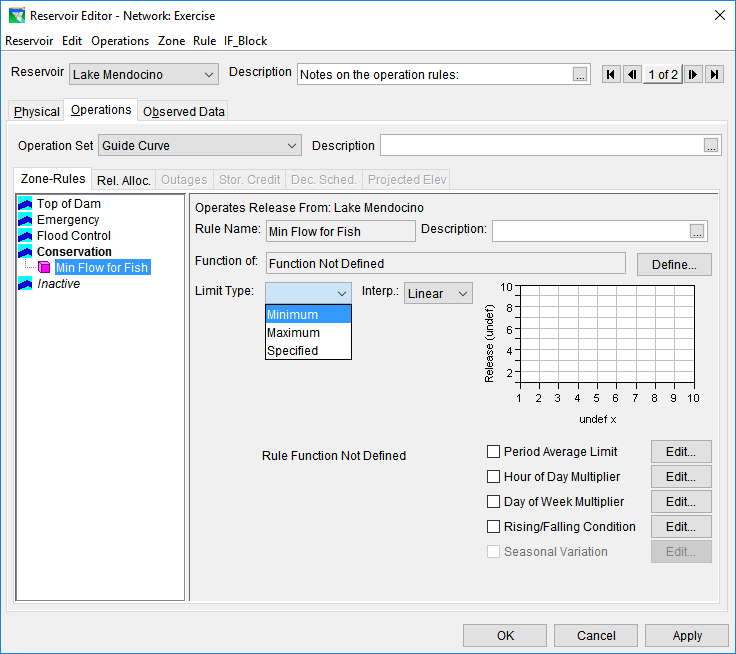 Reservoir Editor - Network: Exercise
Reservoir Edit Operations Zone Rule IF_Block
Reservoir Lake Mendocino Description Notes on the operation rules: ... 1 of 2
Physical Operations Observed Data
Operation Set Guide Curve Description ...
Zone-Rules Rel. Alloc. Outages Stor. Credit Dec. Sched. Projected Elev
Top of Dam
Emergency
Flood Control
Conservation
Min Flow for Fish
Inactive
Operates Release From: Lake Mendocino
Rule Name: Min Flow for Fish Description: ...
Function of: Function Not Defined Define...
Limit Type: Interp.: Linear
Minimum
Maximum
Specified
Release (undef)
10
8
6
4
2
1 2 3 4 5 6 7 8 9 10
undef x
Rule Function Not Defined
Period Average Limit Edit...
Hour of Day Multiplier Edit...
Day of Week Multiplier Edit...
Rising/Falling Condition Edit...
Seasonal Variation Edit...
OK Cancel Apply